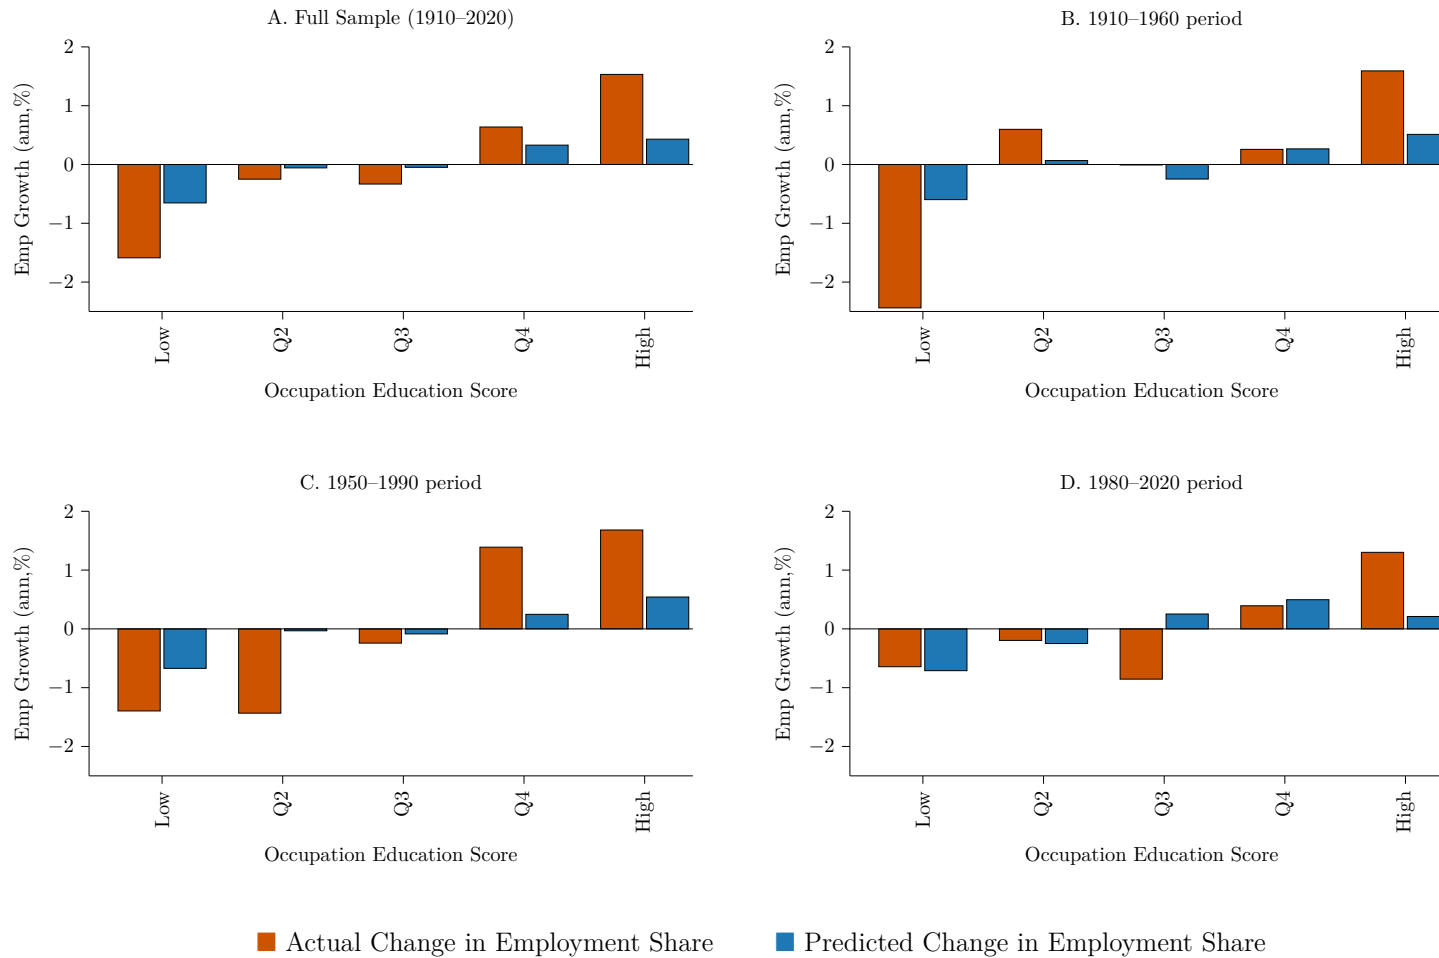 A. Full Sample (1910–2020)
Emp Growth (ann,%)
2
1
0
−1
−2
Low
Q2
Q3
Q4
High
Occupation Education Score
B. 1910–1960 period
Emp Growth (ann,%)
2
1
0
−1
−2
Low
Q2
Q3
Q4
High
Occupation Education Score
C. 1950–1990 period
Emp Growth (ann,%)
2
1
0
−1
−2
Low
Q2
Q3
Q4
High
Occupation Education Score
D. 1980–2020 period
Emp Growth (ann,%)
2
1
0
−1
−2
Low
Q2
Q3
Q4
High
Occupation Education Score
Actual Change in Employment Share
Predicted Change in Employment Share